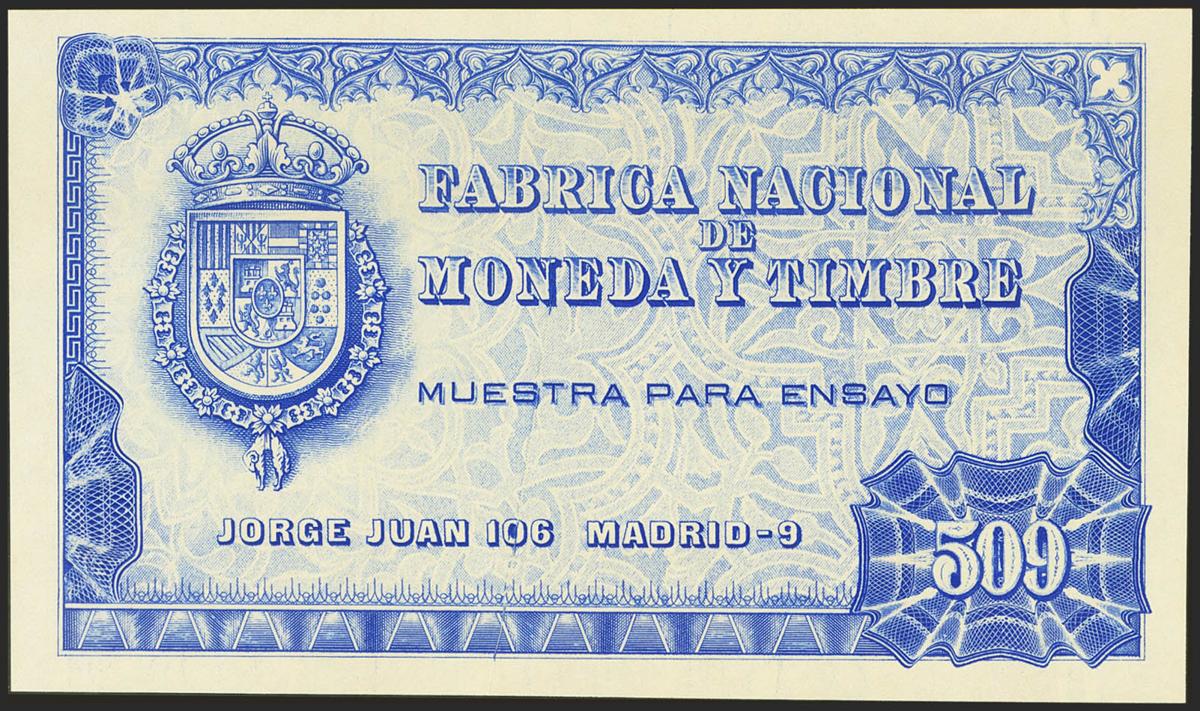 FABRICA NACIONAL
DE
MONEDA Y TIMBRE
MUESTRA PARA ENSAYO
JORGE JUAN 106 MADRID-9
509